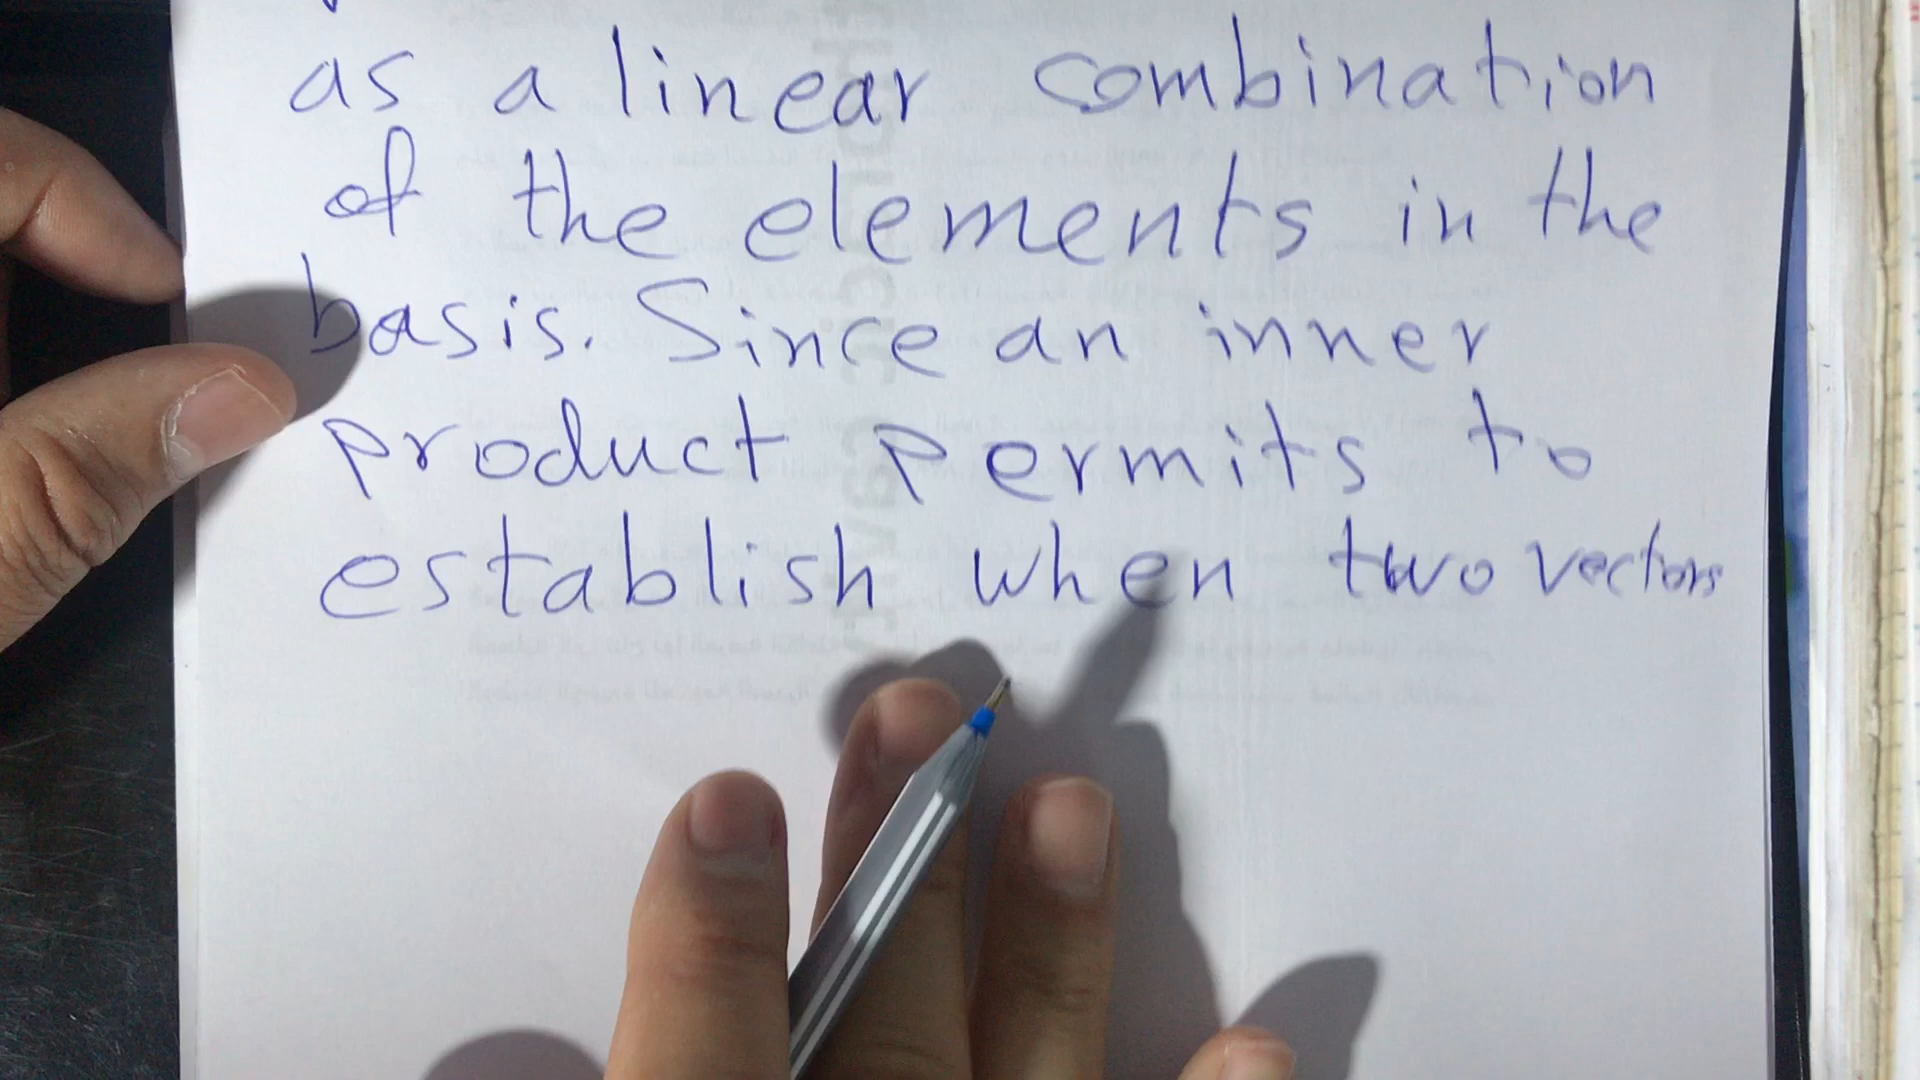 as a linear combination
of the elements in the
basis. Since an inner
product permits to
establish when two vectors